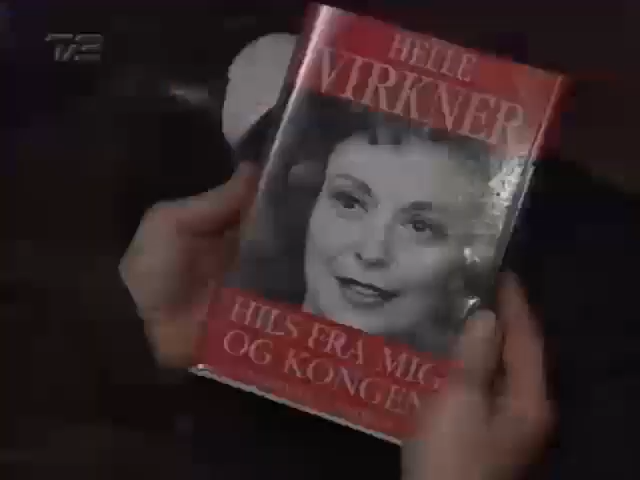 TV2
HELLE
VIRKNER
HILS FRA MIG
OG KONGEN